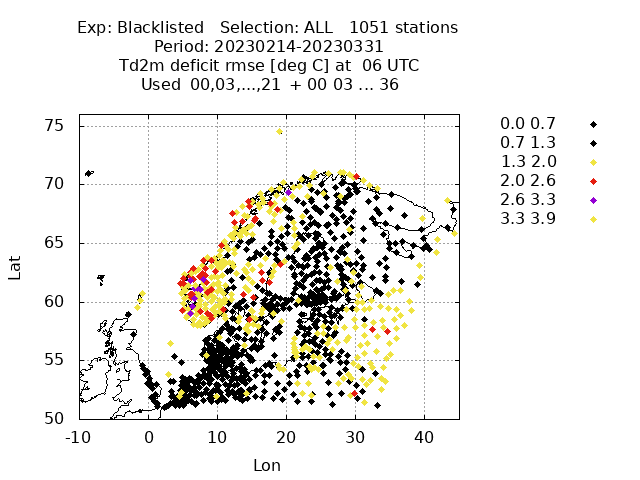 Exp: Blacklisted   Selection: ALL   1051 stations
Period: 20230214-20230331
Td2m deficit rmse [deg C] at  06 UTC
Used  00,03,...,21  + 00 03 ... 36
0.0 0.7
0.7 1.3
1.3 2.0
2.0 2.6
2.6 3.3
3.3 3.9
75
70
65
60
55
50
Lat
-10 0 10 20 30 40
Lon